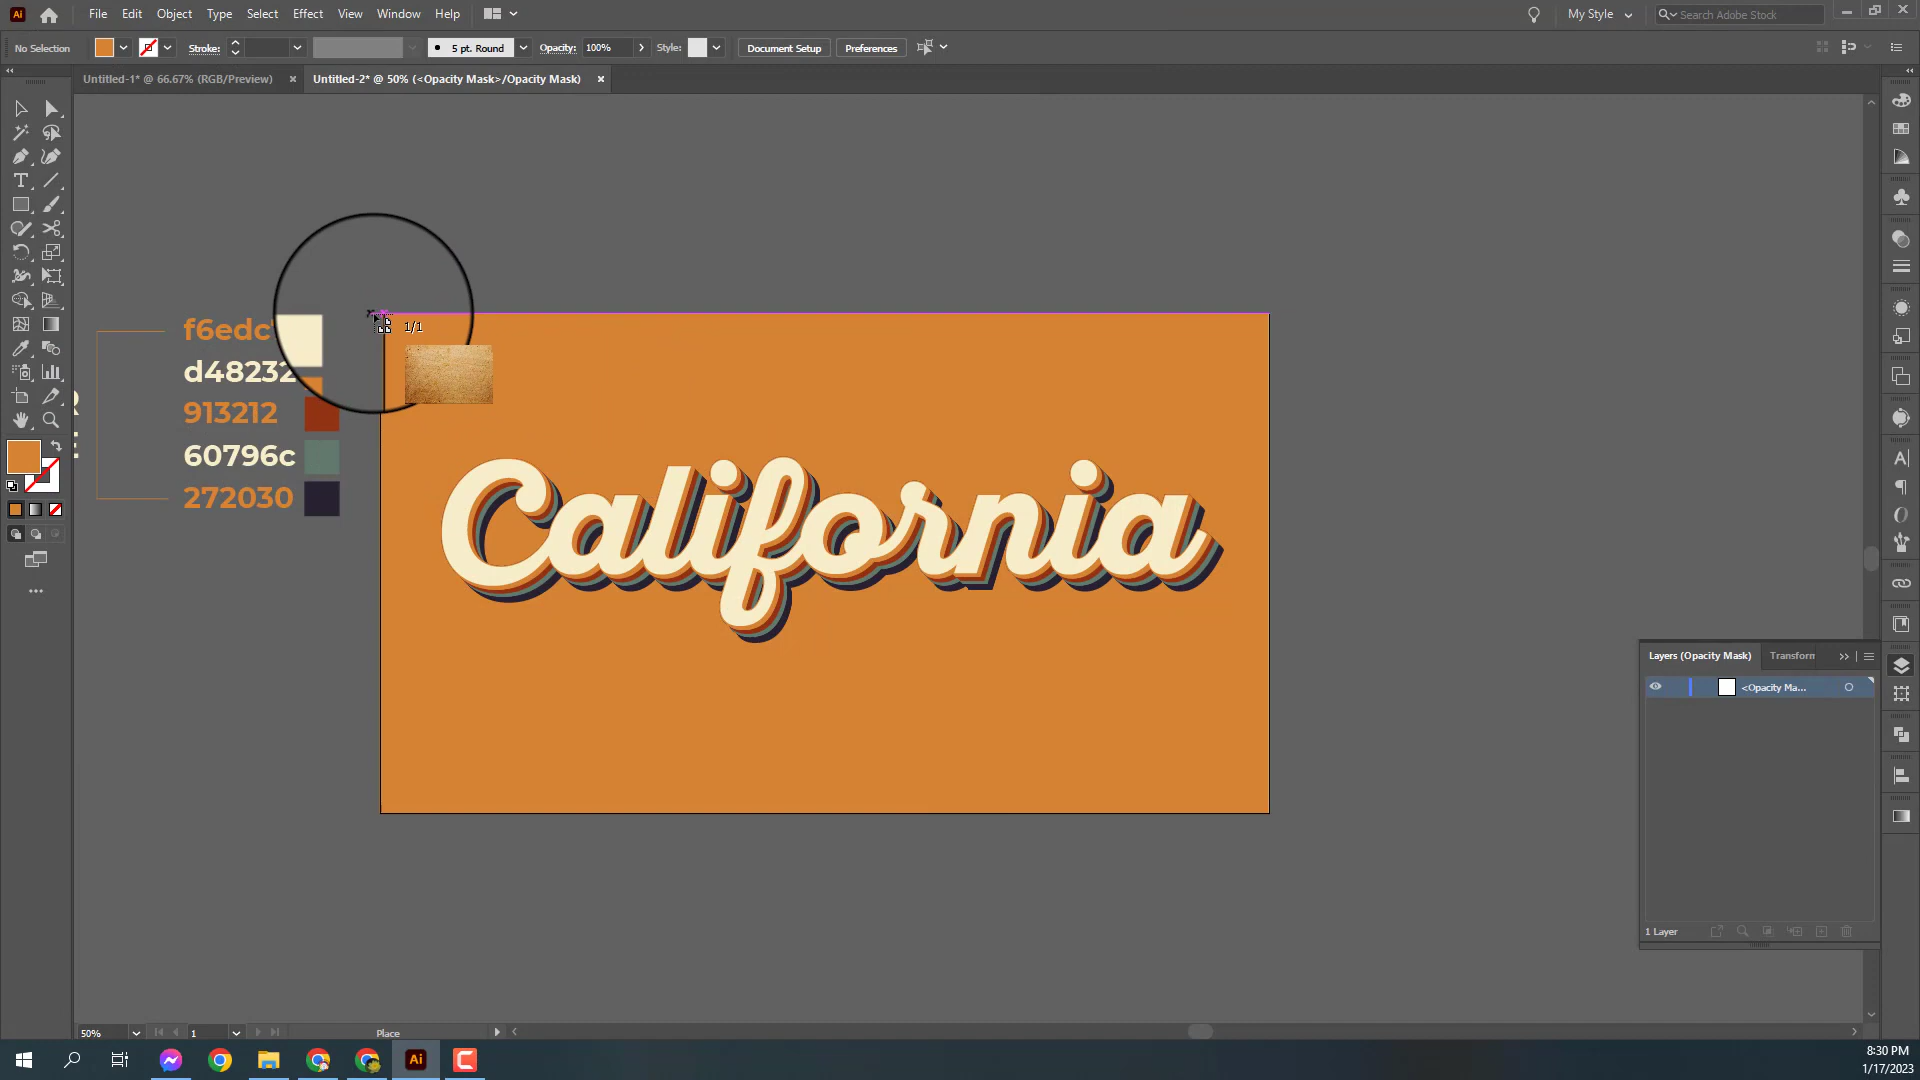 Ai File Edit Object Type Select Effect View Window Help My Style Search Adobe Stock
No Selection Stroke: 5 pt. Round Opacity: 100% Style: Document Setup Preferences
Untitled-1* @ 66.67% (RGB/Preview) × Untitled-2* @ 50% (<Opacity Mask>/Opacity Mask) ×
1/1
f6edc
d48232
913212
60796c
272030
California
Layers (Opacity Mask) Transform
<Opacity Ma...
1 Layer
50% 1 Place
Ai
8:30 PM
1/17/2023